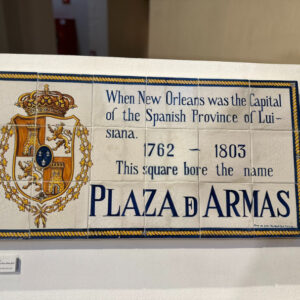 When New Orleans was the Capital
of the Spanish Province of Lui-
siana.
1762 - 1803
This square bore the name
PLAZA D ARMAS